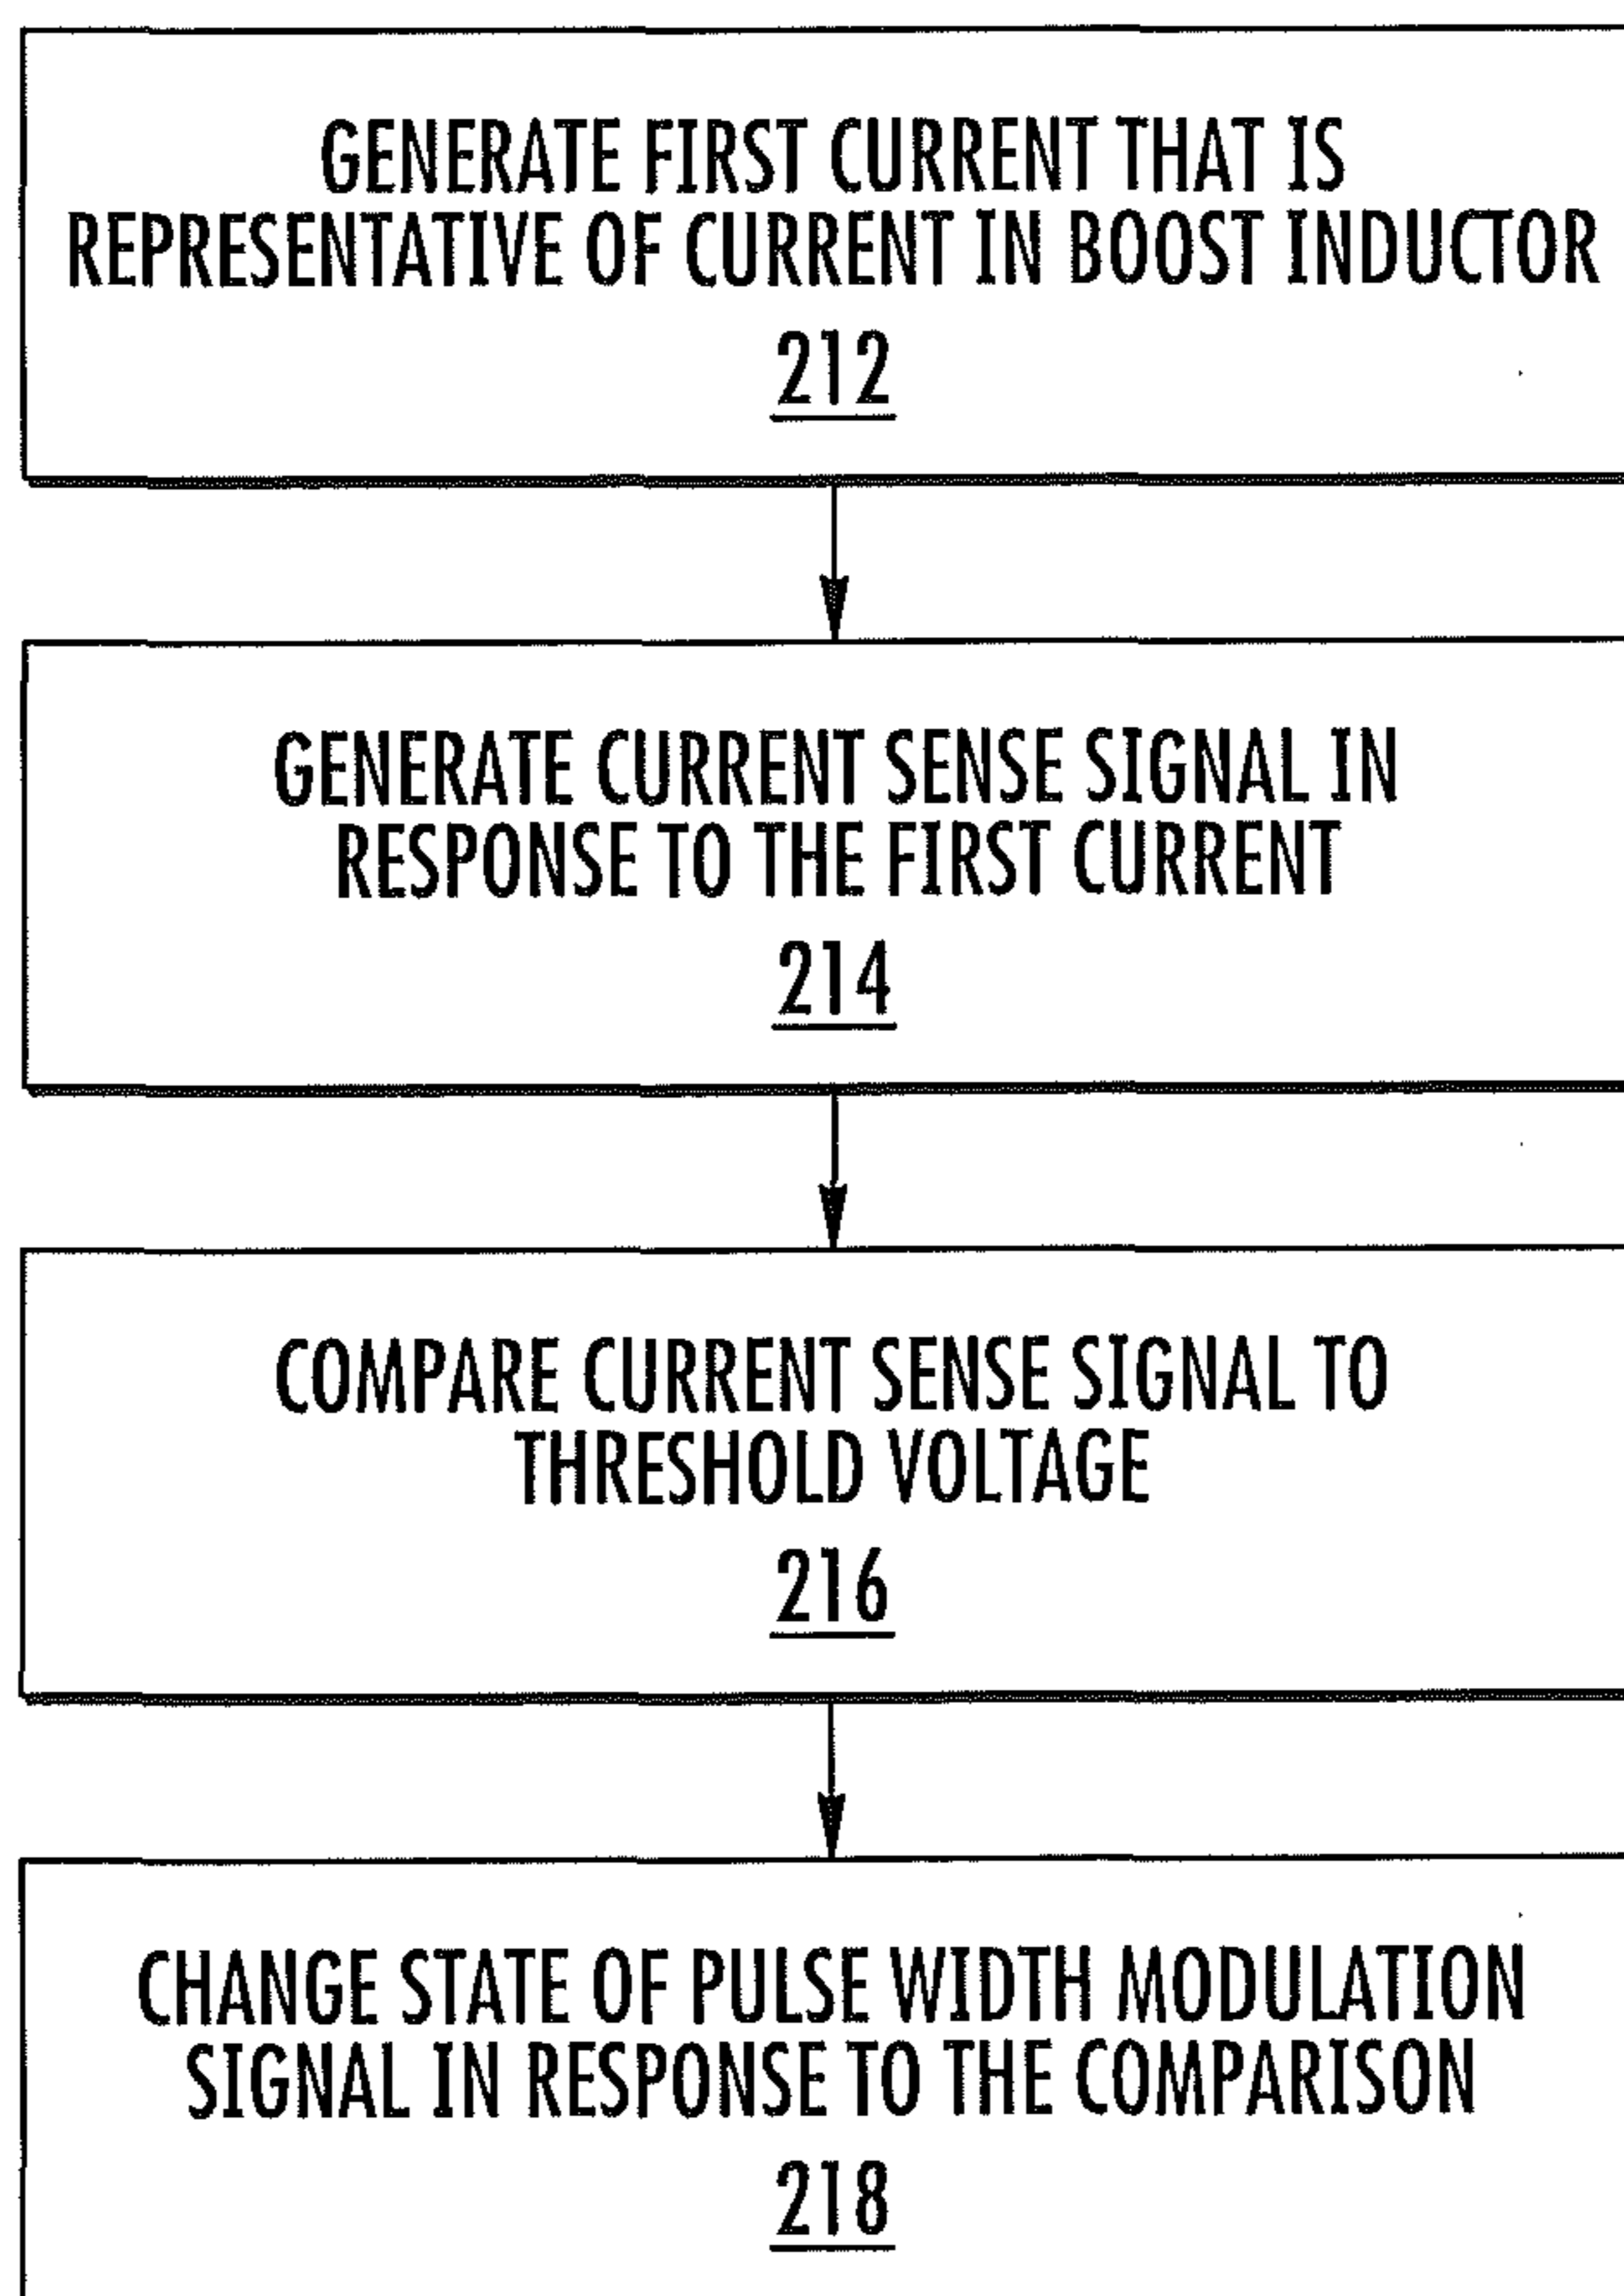 GENERATE FIRST CURRENT THAT IS
REPRESENTATIVE OF CURRENT IN BOOST INDUCTOR
212
GENERATE CURRENT SENSE SIGNAL IN
RESPONSE TO THE FIRST CURRENT
214
COMPARE CURRENT SENSE SIGNAL TO
THRESHOLD VOLTAGE
216
CHANGE STATE OF PULSE WIDTH MODULATION
SIGNAL IN RESPONSE TO THE COMPARISON
218